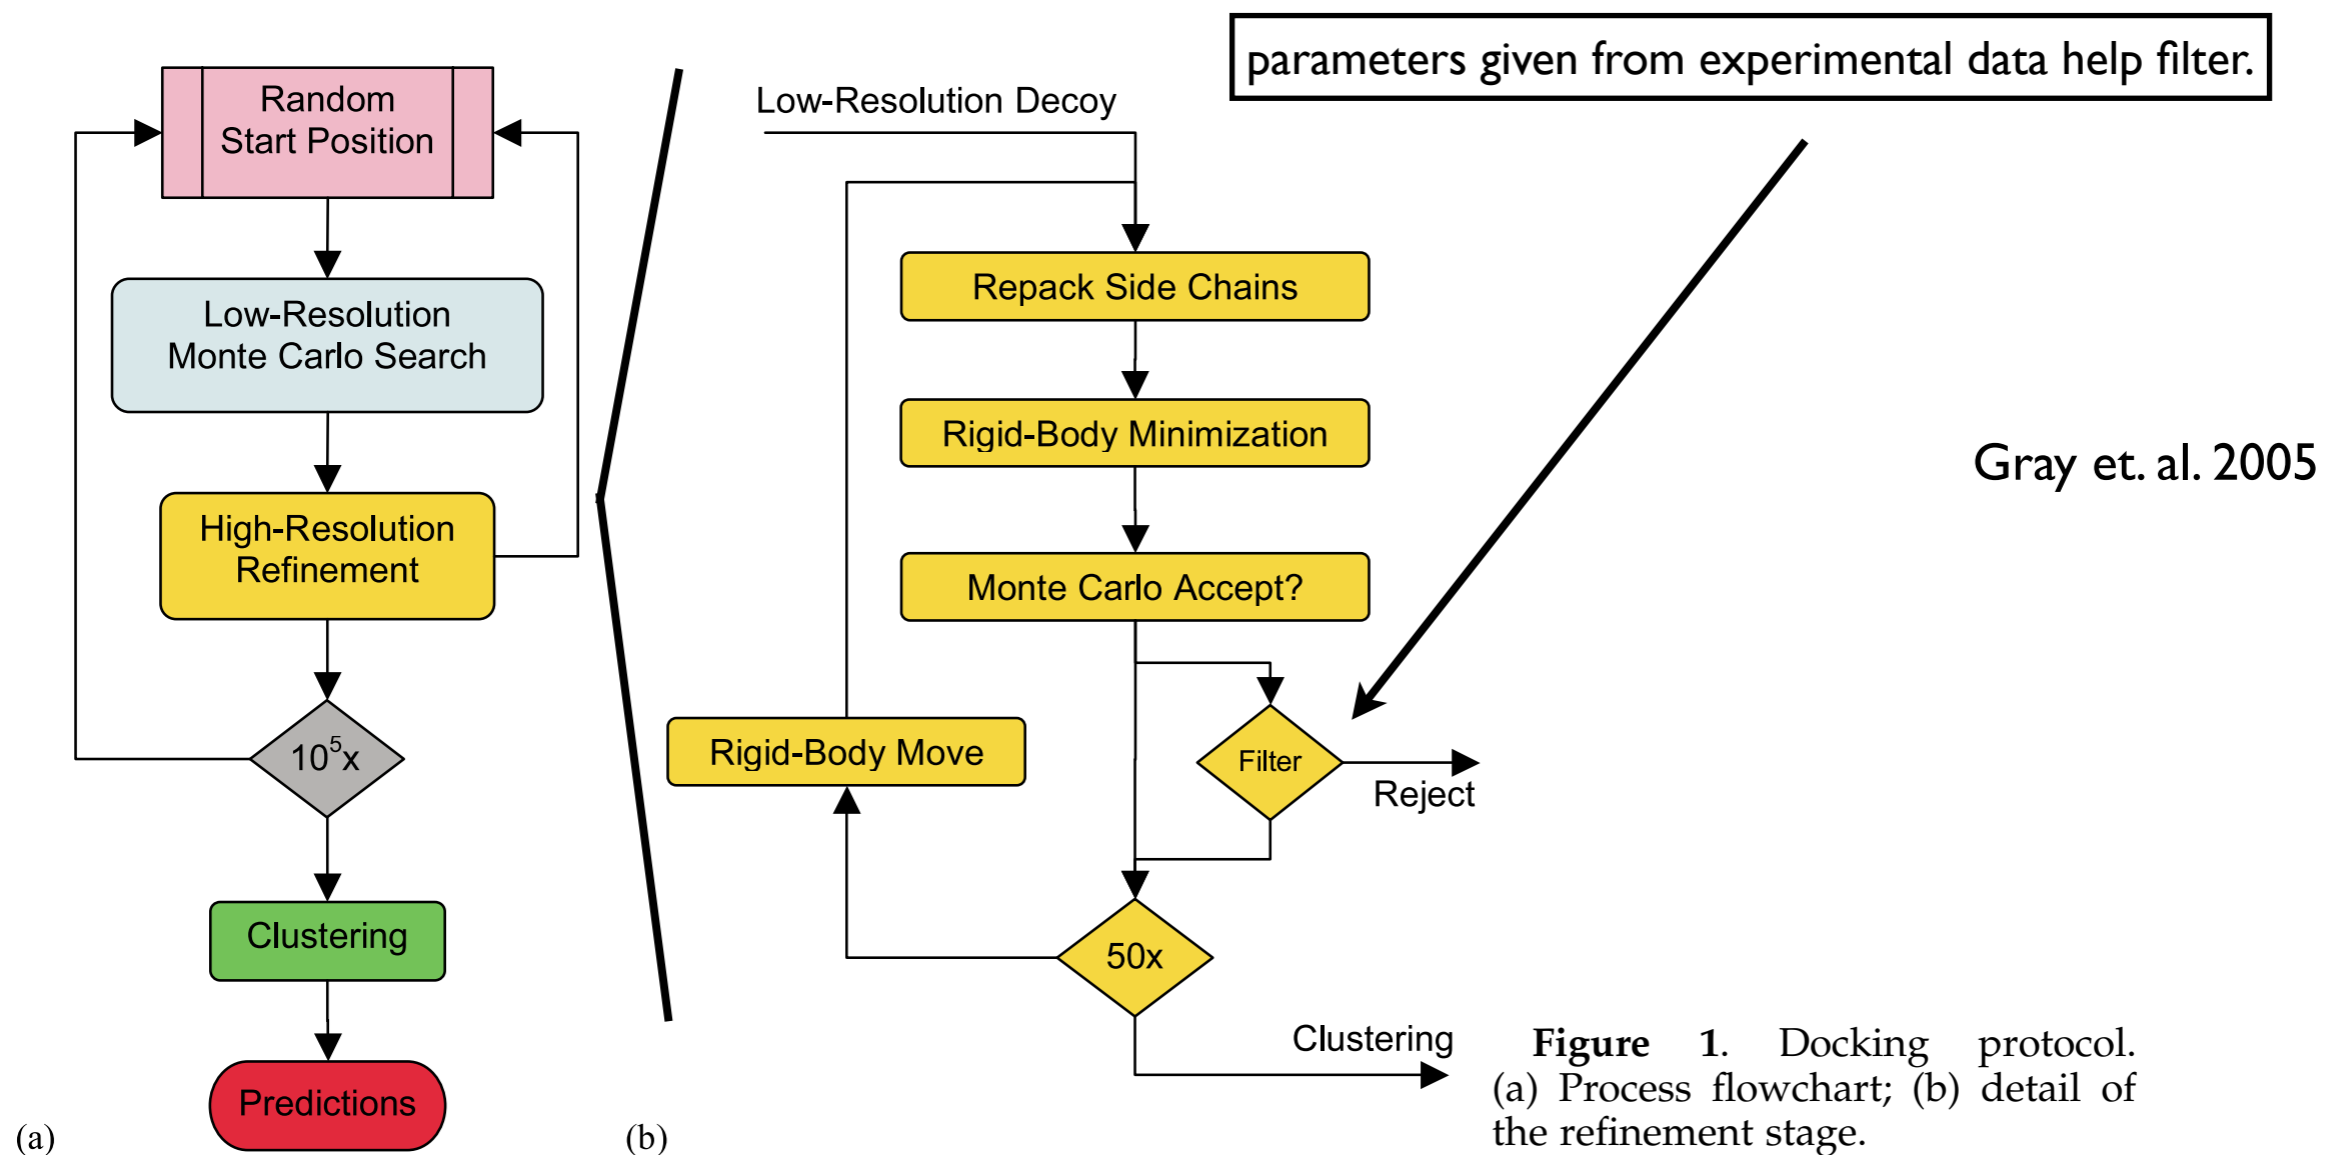 Random
Start Position
Low-Resolution
Monte Carlo Search
High-Resolution
Refinement
10⁵x
Clustering
Predictions
(a)
Low-Resolution Decoy
Repack Side Chains
Rigid-Body Minimization
Monte Carlo Accept?
Rigid-Body Move
Filter
Reject
50x
Clustering
(b)
parameters given from experimental data help filter.
Gray et. al. 2005
Figure 1. Docking protocol.
(a) Process flowchart; (b) detail of
the refinement stage.